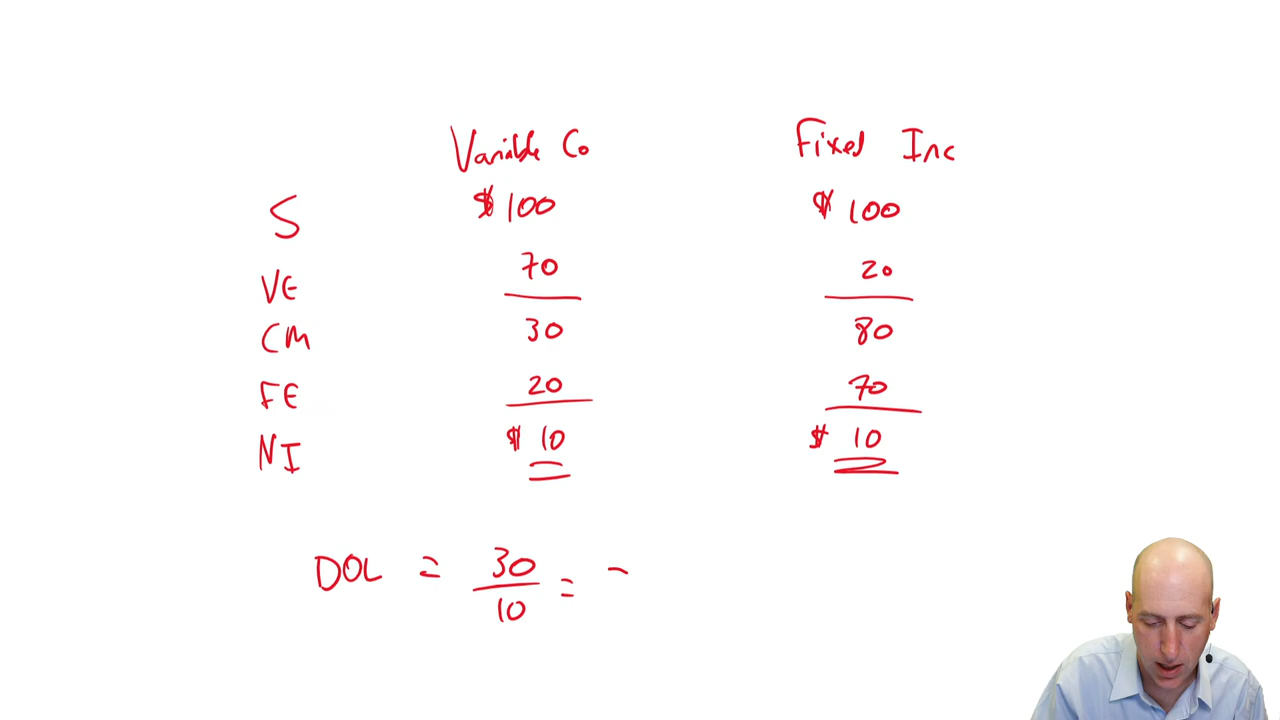 Variable Co Fixed Inc
S $100 $100
VE 70 20
CM 30 80
FE 20 70
NI $10 $10
DOL = 30/10 =